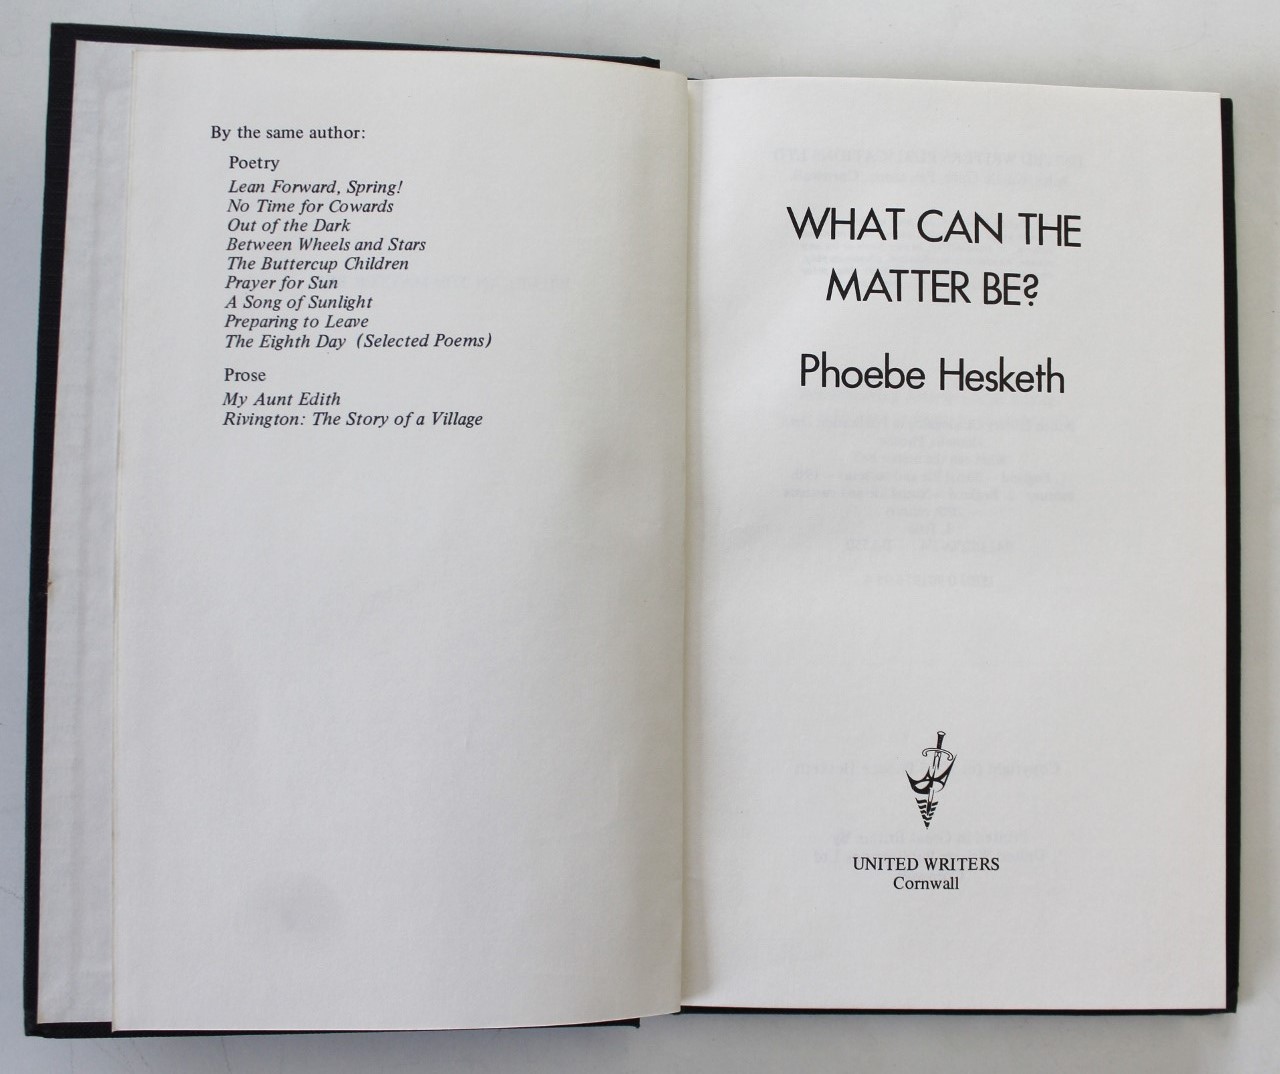 By the same author:
Poetry
Lean Forward, Spring!
No Time for Cowards
Out of the Dark
Between Wheels and Stars
The Buttercup Children
Prayer for Sun
A Song of Sunlight
Preparing to Leave
The Eighth Day (Selected Poems)
Prose
My Aunt Edith
Rivington: The Story of a Village
WHAT CAN THE
MATTER BE?
Phoebe Hesketh
UNITED WRITERS
Cornwall